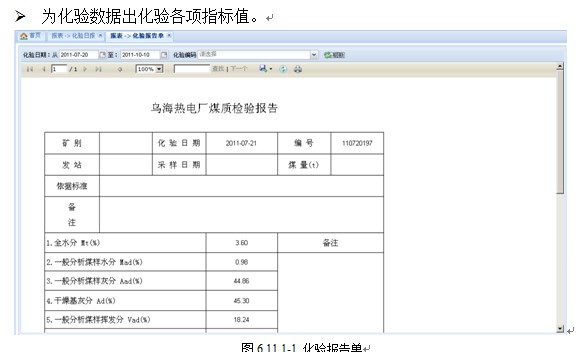 ➢ 为化验数据出化验各项指标值。
首页 报表 -> 化验日报 报表 -> 化验报告单
化验日期：从 2011-07-20 至： 2011-10-10 化验编码 请选择
1 / 1 100% 查找 | 下一个
乌海热电厂煤质检验报告
矿 别 化 验 日 期 2011-07-21 编 号 110720197
发 站 采 样 日 期 煤 量(t)
依据标准
备
注
1.全水分 Mt(%) 3.60 备注
2.一般分析煤样水分 Mad(%) 0.98
3.一般分析煤样灰分 Aad(%) 44.86
4.干燥基灰分 Ad(%) 45.30
5.一般分析煤样挥发分 Vad(%) 18.24
图 6.11.1-1 化验报告单